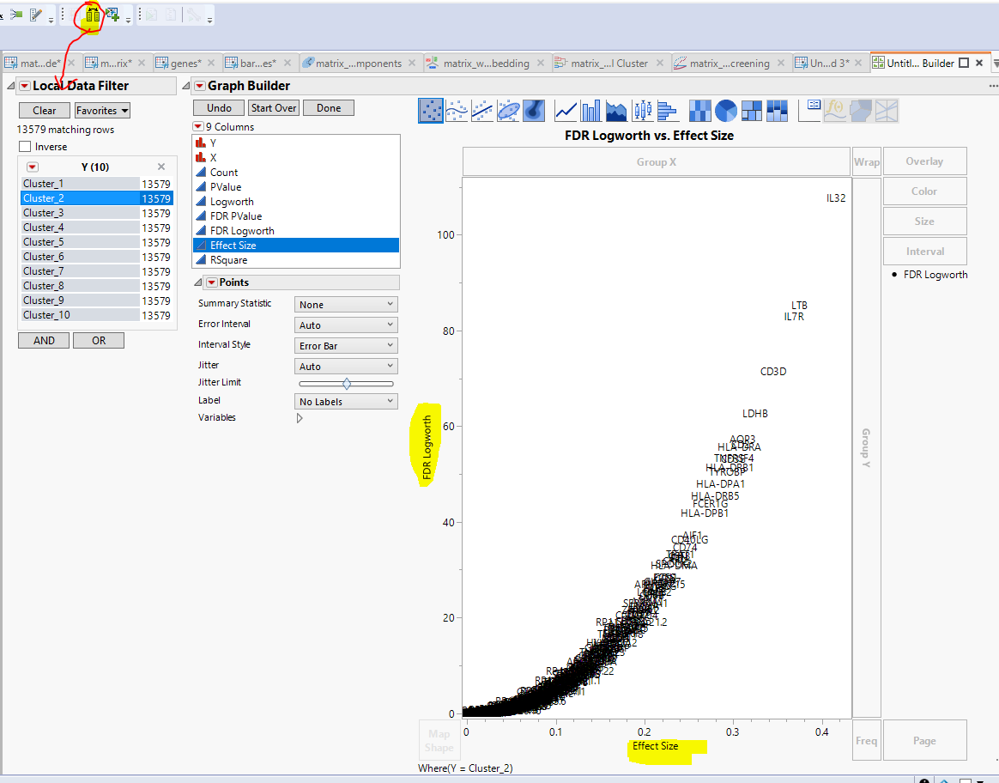 mat...de*
m...rix*
genes*
bar...es*
matrix_...mponents
matrix_w...bedding
matrix_...l Cluster
matrix_...creening
Un...d 3*
Untitl... Builder
Local Data Filter
Clear
Favorites
13579 matching rows
Inverse
Y (10)
Cluster_1 13579
Cluster_2 13579
Cluster_3 13579
Cluster_4 13579
Cluster_5 13579
Cluster_6 13579
Cluster_7 13579
Cluster_8 13579
Cluster_9 13579
Cluster_10 13579
AND
OR
Graph Builder
Undo
Start Over
Done
9 Columns
Y
X
Count
PValue
Logworth
FDR PValue
FDR Logworth
Effect Size
RSquare
Points
Summary Statistic None
Error Interval Auto
Interval Style Error Bar
Jitter Auto
Jitter Limit
Label No Labels
Variables
FDR Logworth vs. Effect Size
Group X
Wrap
Overlay
Color
Size
Interval
FDR Logworth
Group Y
FDR Logworth
100
80
60
40
20
0
IL32
LTB
IL7R
CD3D
LDHB
AQP3
HLA-DRA
HLA-DRB1
TYROBP
HLA-DPA1
HLA-DRB5
FCER1G
HLA-DPB1
AIF1
CD40LG
CD74
HLA-DMA
0
0.1
0.2
0.3
0.4
Effect Size
Map
Shape
Freq
Page
Where(Y = Cluster_2)